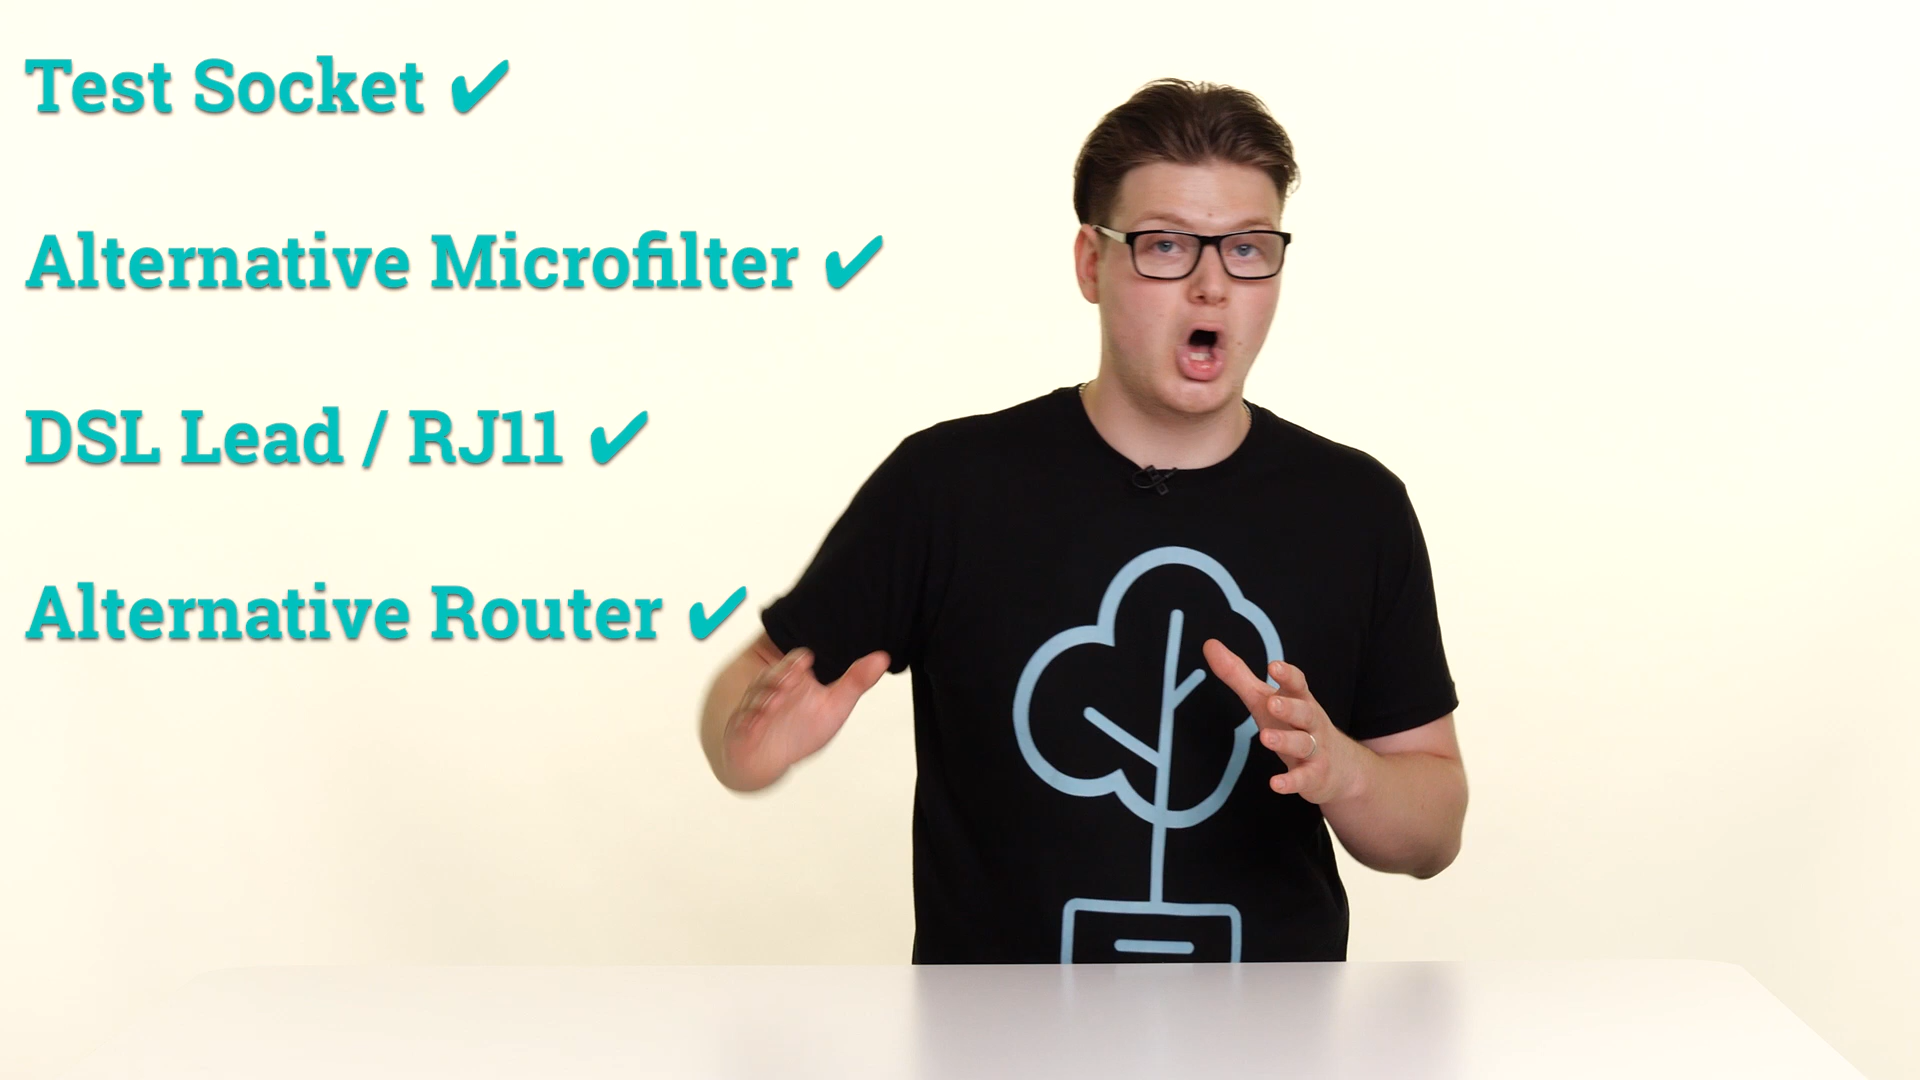 Test Socket ✔
Alternative Microfilter ✔
DSL Lead / RJ11 ✔
Alternative Router ✔